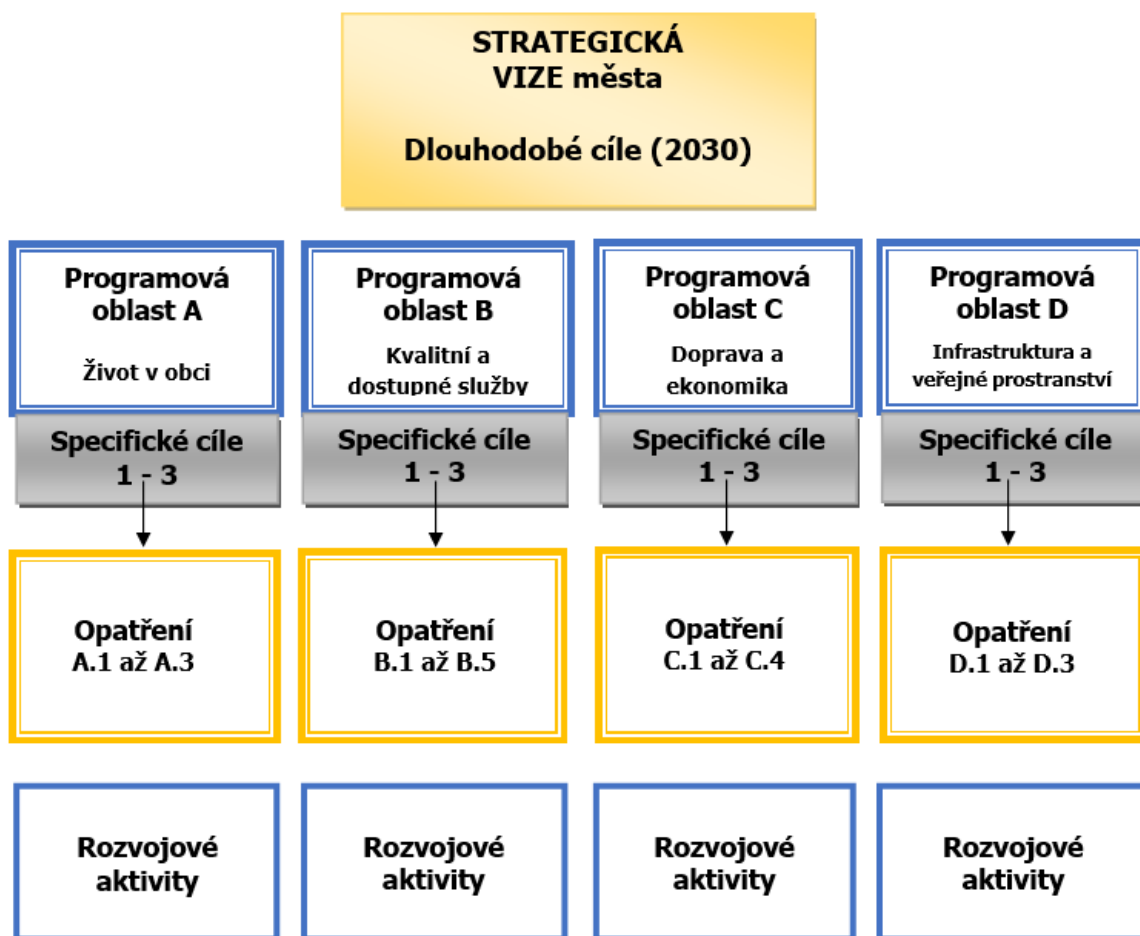 STRATEGICKÁ
VIZE města
Dlouhodobé cíle (2030)
Programová
oblast A
Život v obci
Programová
oblast B
Kvalitní a
dostupné služby
Programová
oblast C
Doprava a
ekonomika
Programová
oblast D
Infrastruktura a
veřejné prostranství
Specifické cíle
1 - 3
Specifické cíle
1 - 3
Specifické cíle
1 - 3
Specifické cíle
1 - 3
Opatření
A.1 až A.3
Opatření
B.1 až B.5
Opatření
C.1 až C.4
Opatření
D.1 až D.3
Rozvojové
aktivity
Rozvojové
aktivity
Rozvojové
aktivity
Rozvojové
aktivity